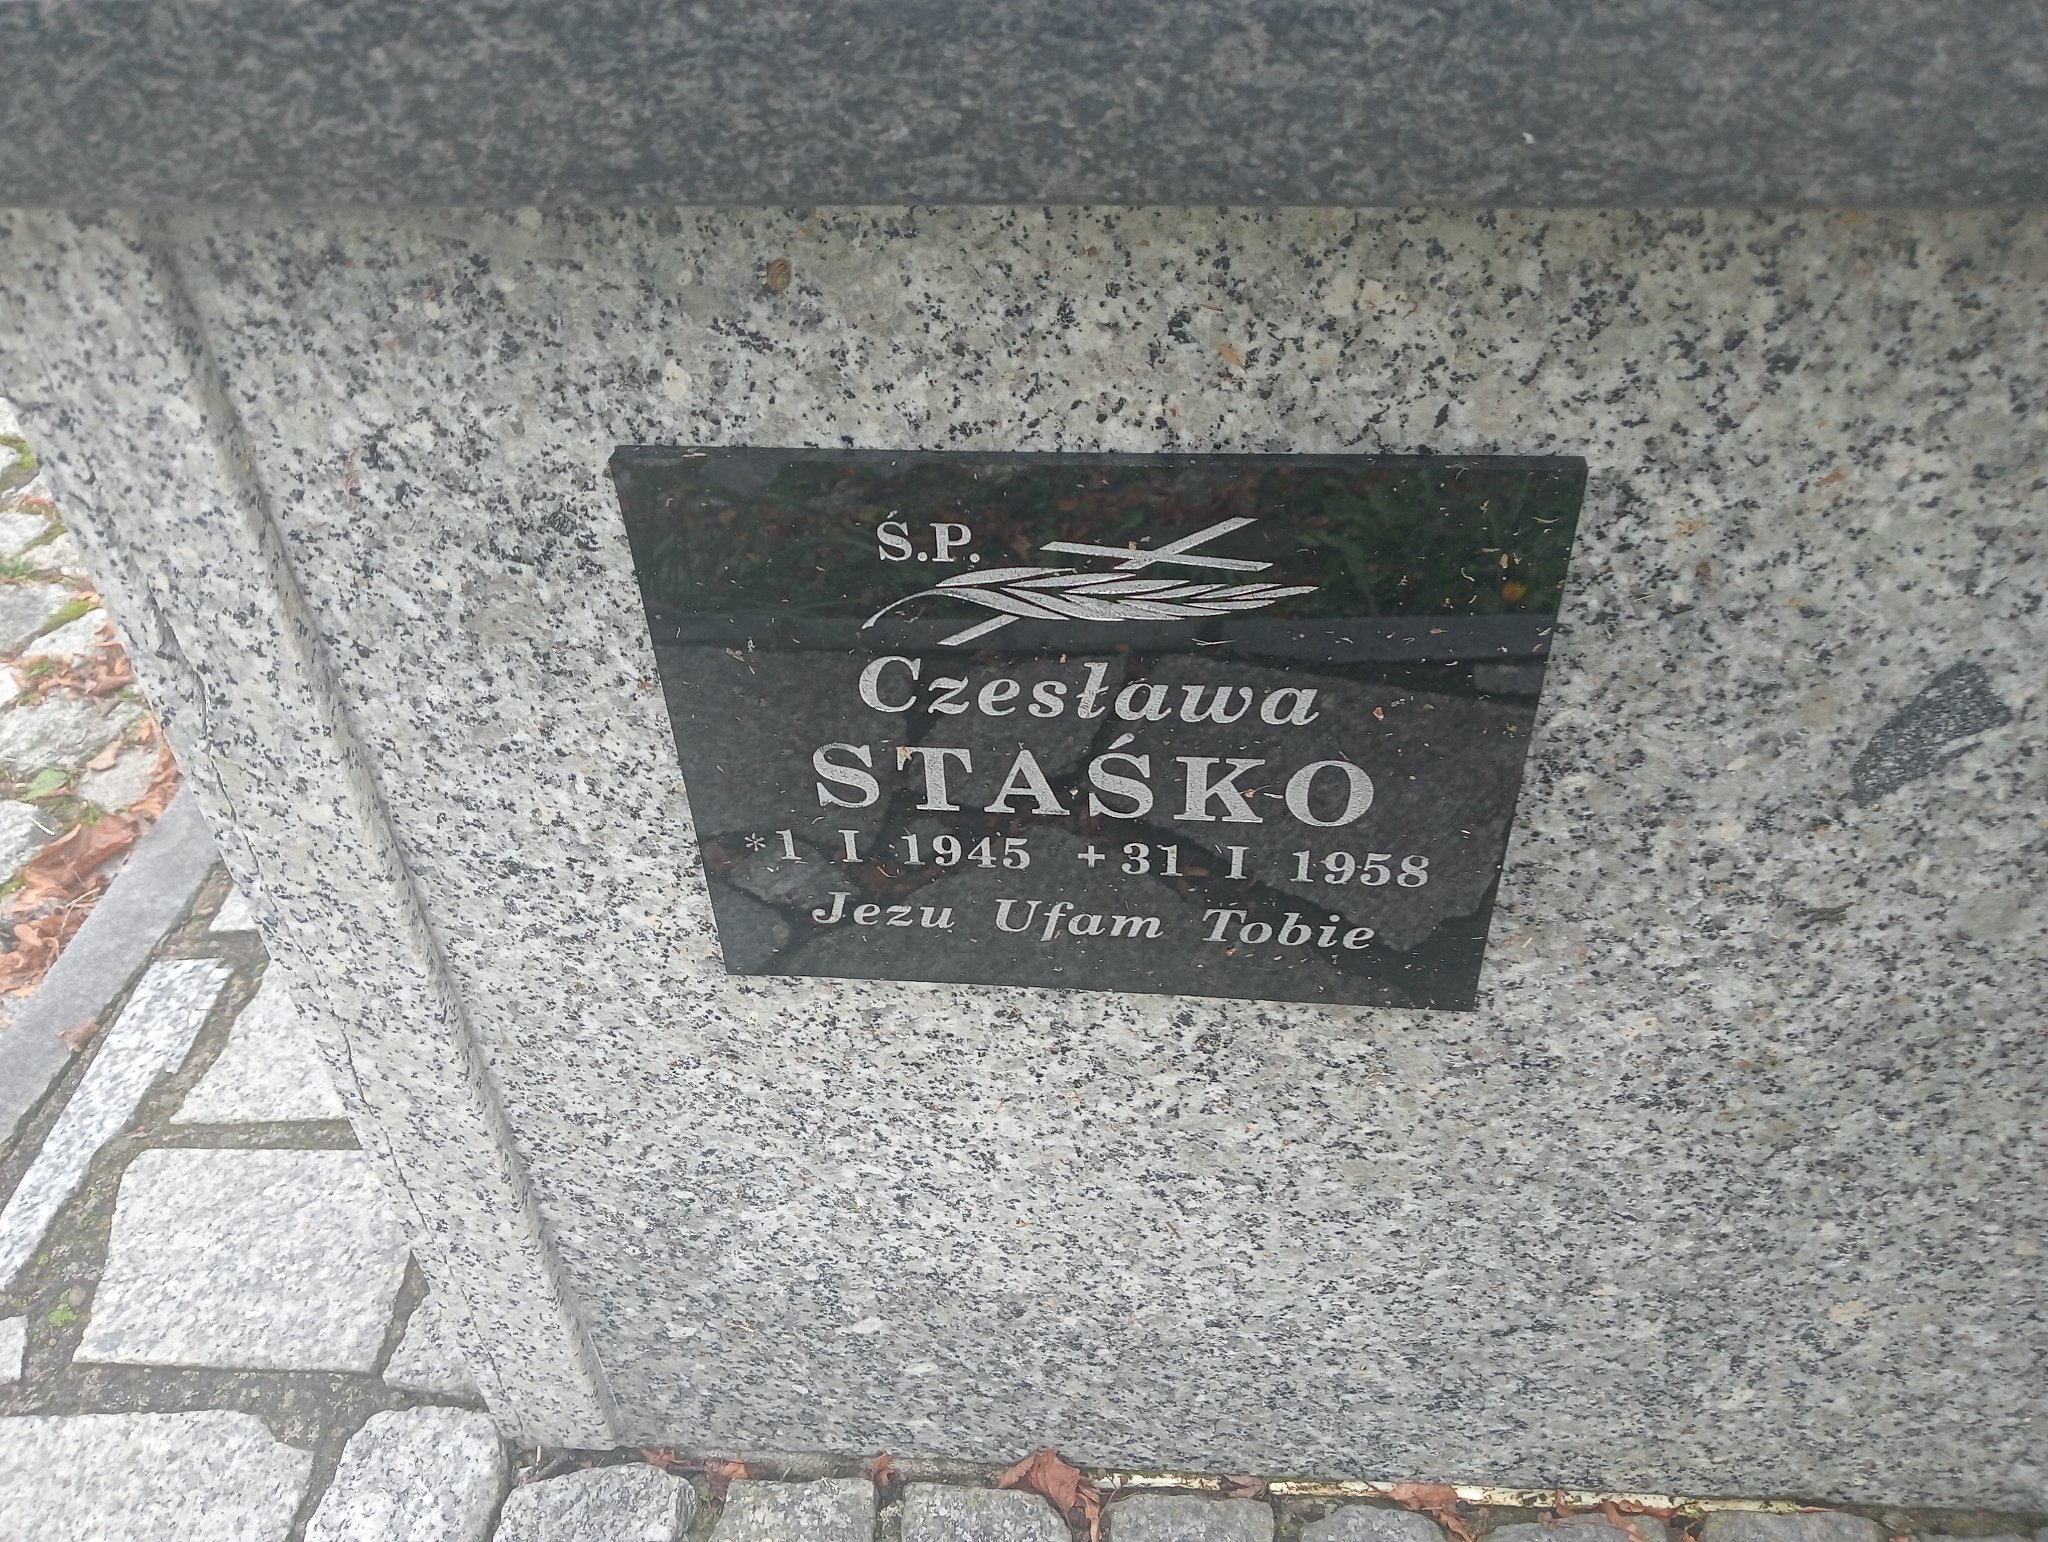 Ś.P.
Czesława
STAŚKO
*1 I 1945 +31 I 1958
Jezu Ufam Tobie